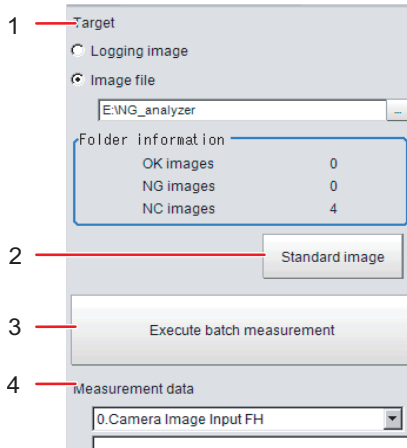 1 Target
Logging image
Image file
E:\NG_analyzer ...
Folder information
OK images 0
NG images 0
NC images 4
2 Standard image
3 Execute batch measurement
4 Measurement data
0.Camera Image Input FH